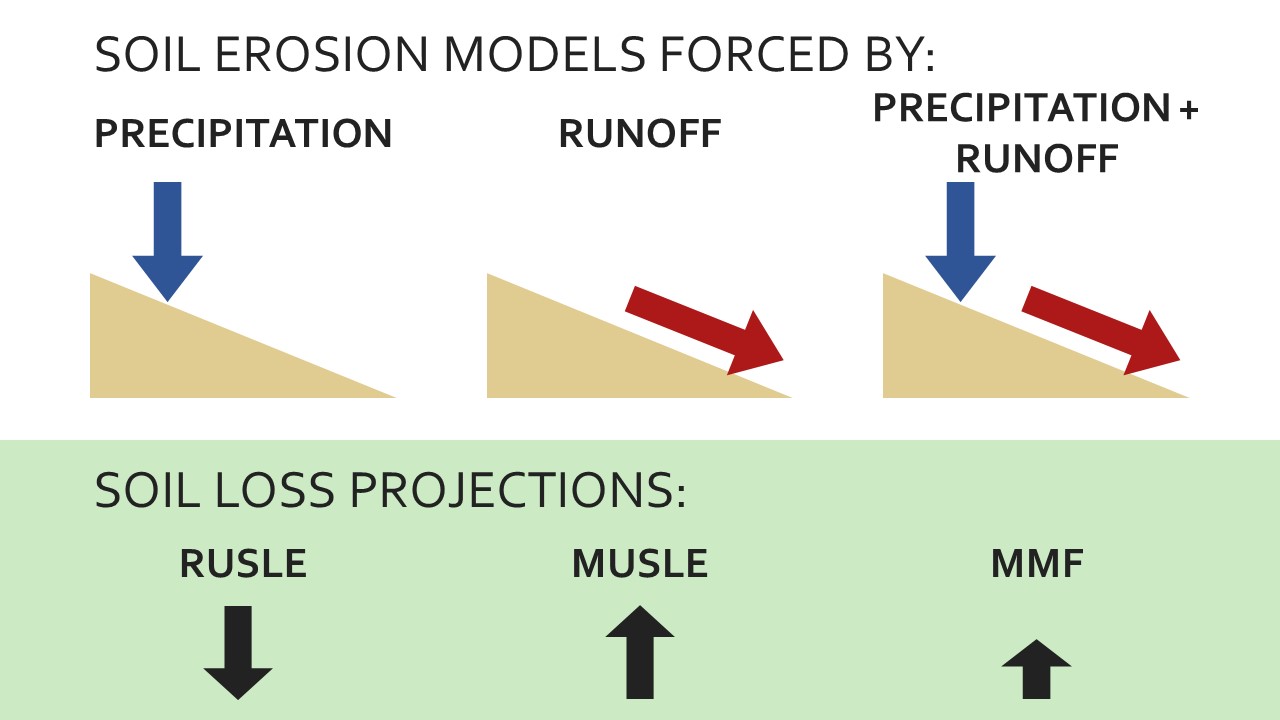 SOIL EROSION MODELS FORCED BY:
PRECIPITATION
RUNOFF
PRECIPITATION +
RUNOFF
SOIL LOSS PROJECTIONS:
RUSLE
MUSLE
MMF